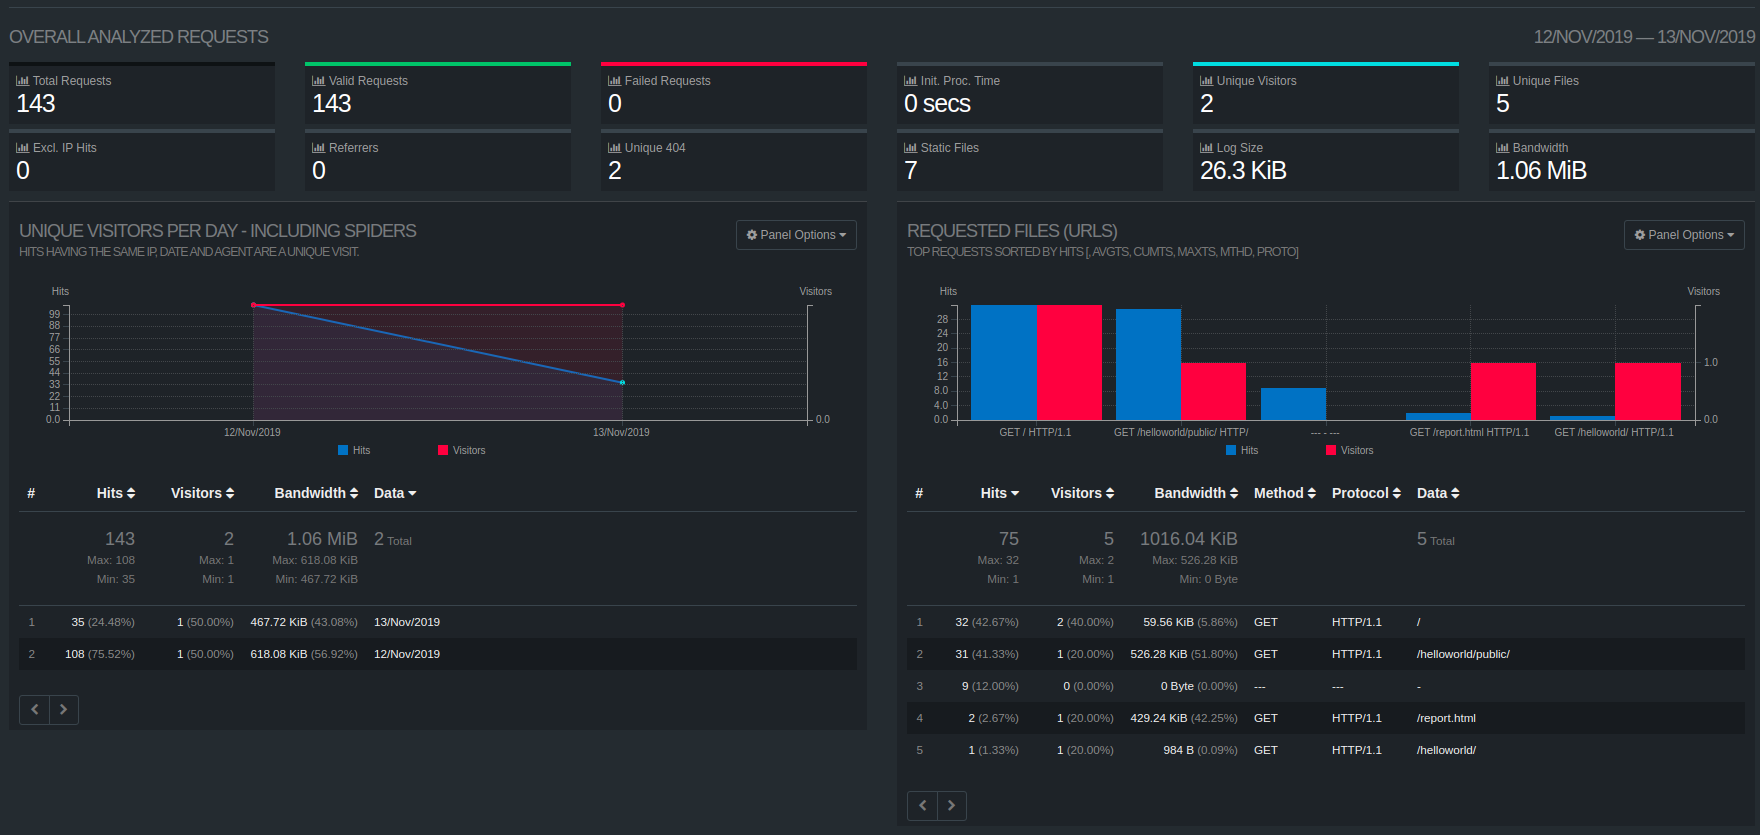 OVERALL ANALYZED REQUESTS
12/NOV/2019 — 13/NOV/2019
Total Requests
143
Valid Requests
143
Failed Requests
0
Init. Proc. Time
0 secs
Unique Visitors
2
Unique Files
5
Excl. IP Hits
0
Referrers
0
Unique 404
2
Static Files
7
Log Size
26.3 KiB
Bandwidth
1.06 MiB
UNIQUE VISITORS PER DAY - INCLUDING SPIDERS
Panel Options
HITS HAVING THE SAME IP, DATE AND AGENT ARE A UNIQUE VISIT.
Hits
Visitors
99
88
77
66
55
44
33
22
11
0.0
0.0
12/Nov/2019
13/Nov/2019
Hits
Visitors
# Hits Visitors Bandwidth Data
143 2 1.06 MiB 2 Total
Max: 108 Max: 1 Max: 618.08 KiB
Min: 35 Min: 1 Min: 467.72 KiB
1 35 (24.48%) 1 (50.00%) 467.72 KiB (43.08%) 13/Nov/2019
2 108 (75.52%) 1 (50.00%) 618.08 KiB (56.92%) 12/Nov/2019
REQUESTED FILES (URLS)
Panel Options
TOP REQUESTS SORTED BY HITS [, AVGTS, CUMTS, MAXTS, MTHD, PROTO]
Hits
Visitors
28
24
20
16
12
8.0
4.0
0.0
1.0
0.0
GET / HTTP/1.1
GET /helloworld/public/ HTTP/
--- - ---
GET /report.html HTTP/1.1
GET /helloworld/ HTTP/1.1
Hits
Visitors
# Hits Visitors Bandwidth Method Protocol Data
75 5 1016.04 KiB 5 Total
Max: 32 Max: 2 Max: 526.28 KiB
Min: 1 Min: 1 Min: 0 Byte
1 32 (42.67%) 2 (40.00%) 59.56 KiB (5.86%) GET HTTP/1.1 /
2 31 (41.33%) 1 (20.00%) 526.28 KiB (51.80%) GET HTTP/1.1 /helloworld/public/
3 9 (12.00%) 0 (0.00%) 0 Byte (0.00%) --- --- -
4 2 (2.67%) 1 (20.00%) 429.24 KiB (42.25%) GET HTTP/1.1 /report.html
5 1 (1.33%) 1 (20.00%) 984 B (0.09%) GET HTTP/1.1 /helloworld/